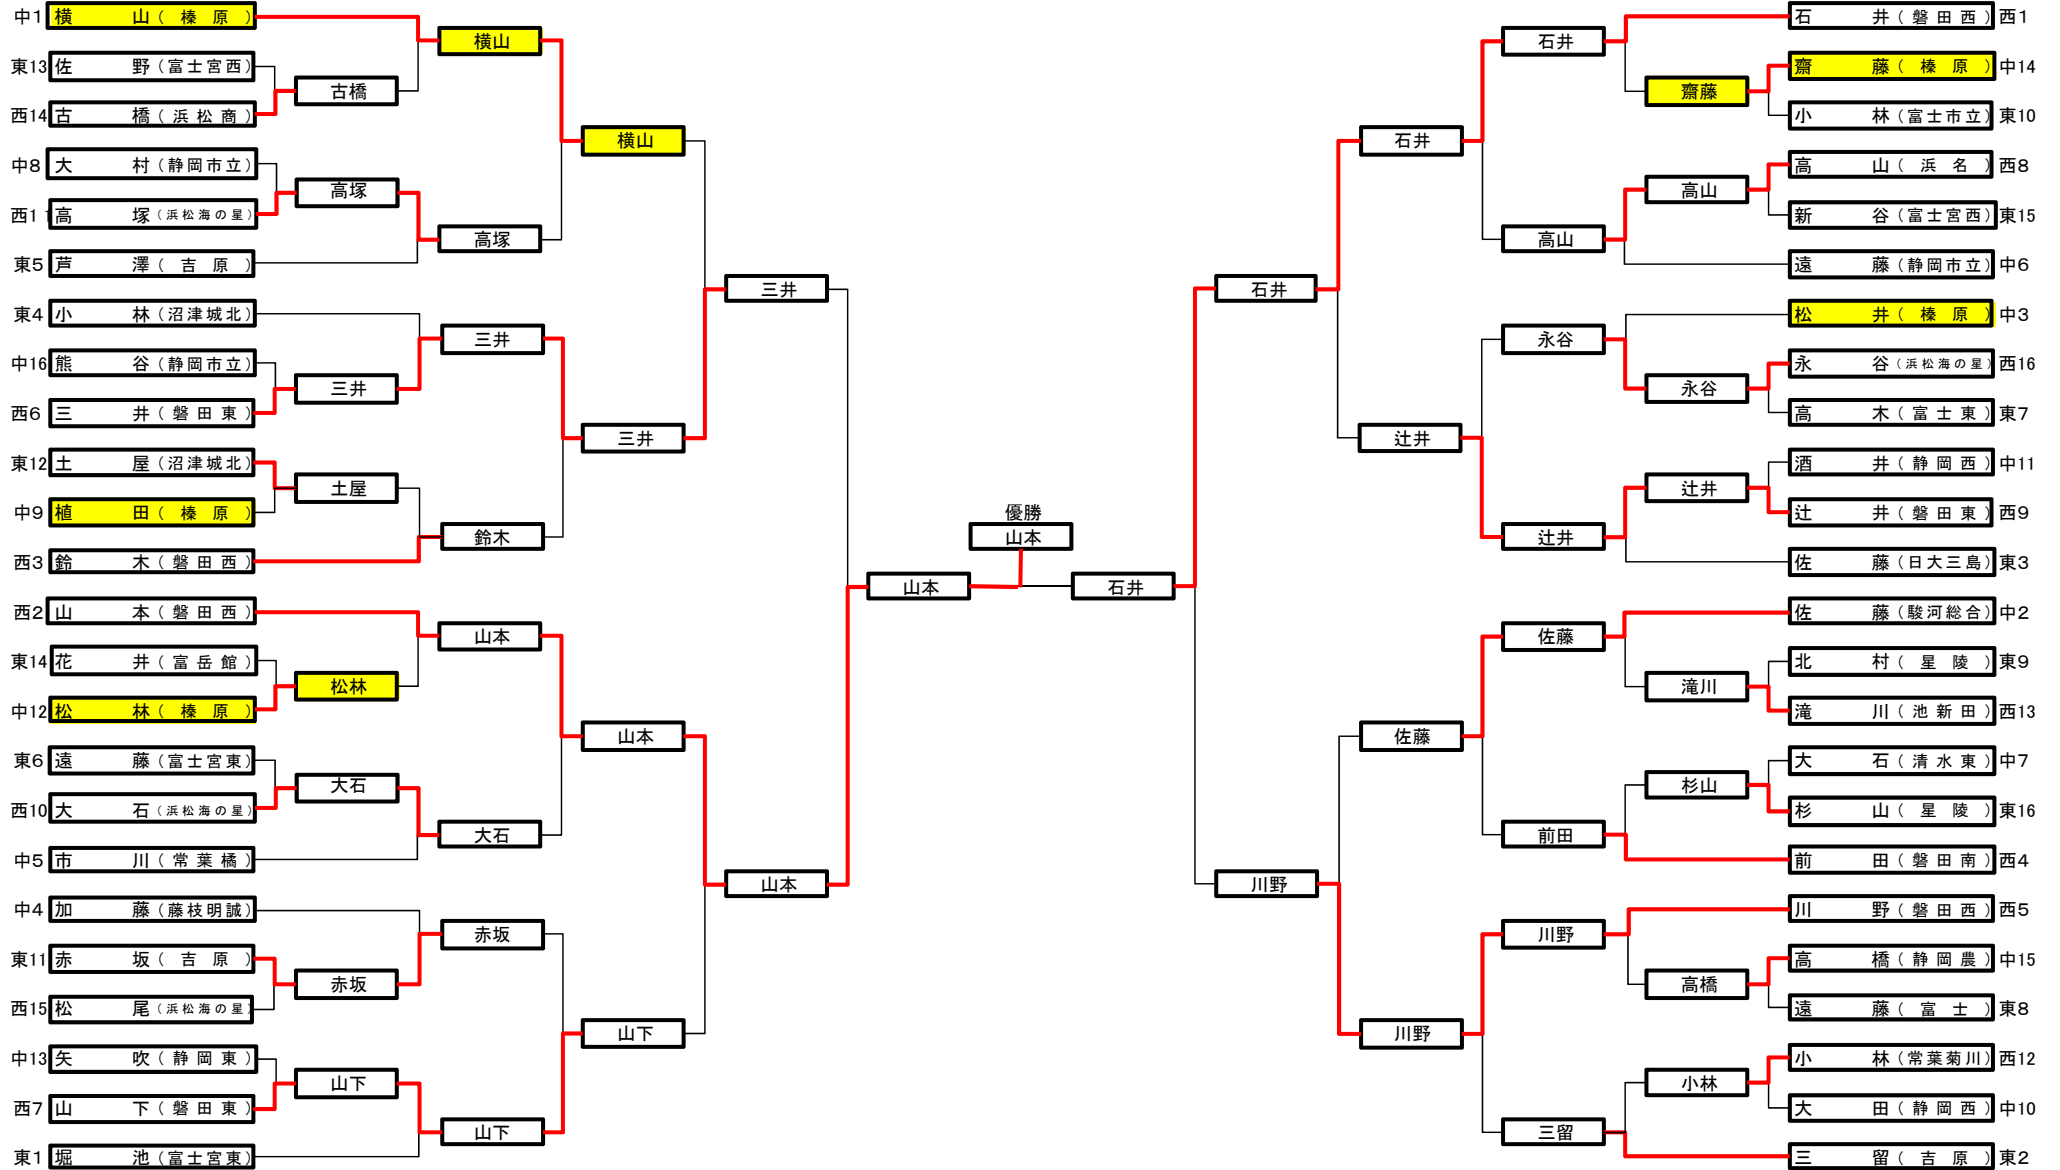 中1 横山(榛原)
東13 佐野(富士宮西)
西14 古橋(浜松商)
中8 大村(静岡市立)
西11 高塚(浜松海の星)
東5 芦澤(吉原)
東4 小林(沼津城北)
中16 熊谷(静岡市立)
西6 三井(磐田東)
東12 土屋(沼津城北)
中9 植田(榛原)
西3 鈴木(磐田西)
西2 山本(磐田西)
東14 花井(富岳館)
中12 松林(榛原)
東6 遠藤(富士宮東)
西10 大石(浜松海の星)
中5 市川(常葉橘)
中4 加藤(藤枝明誠)
東11 赤坂(吉原)
西15 松尾(浜松海の星)
中13 矢吹(静岡東)
西7 山下(磐田東)
東1 堀池(富士宮東)
古橋
高塚
三井
土屋
松林
大石
赤坂
山下
横山
高塚
三井
鈴木
山本
大石
赤坂
山下
横山
三井
山本
山下
三井
山本
山本
優勝
山本
石井
石井
川野
石井
辻井
佐藤
川野
石井
高山
永谷
辻井
佐藤
前田
川野
三留
齋藤
高山
永谷
辻井
滝川
杉山
高橋
小林
石井(磐田西) 西1
齋藤(榛原) 中14
小林(富士市立) 東10
高山(浜名) 西8
新谷(富士宮西) 東15
遠藤(静岡市立) 中6
松井(榛原) 中3
永谷(浜松海の星) 西16
高木(富士東) 東7
酒井(静岡西) 中11
辻井(磐田東) 西9
佐藤(日大三島) 東3
佐藤(駿河総合) 中2
北村(星陵) 東9
滝川(池新田) 西13
大石(清水東) 中7
杉山(星陵) 東16
前田(磐田南) 西4
川野(磐田西) 西5
高橋(静岡農) 中15
遠藤(富士) 東8
小林(常葉菊川) 西12
大田(静岡西) 中10
三留(吉原) 東2